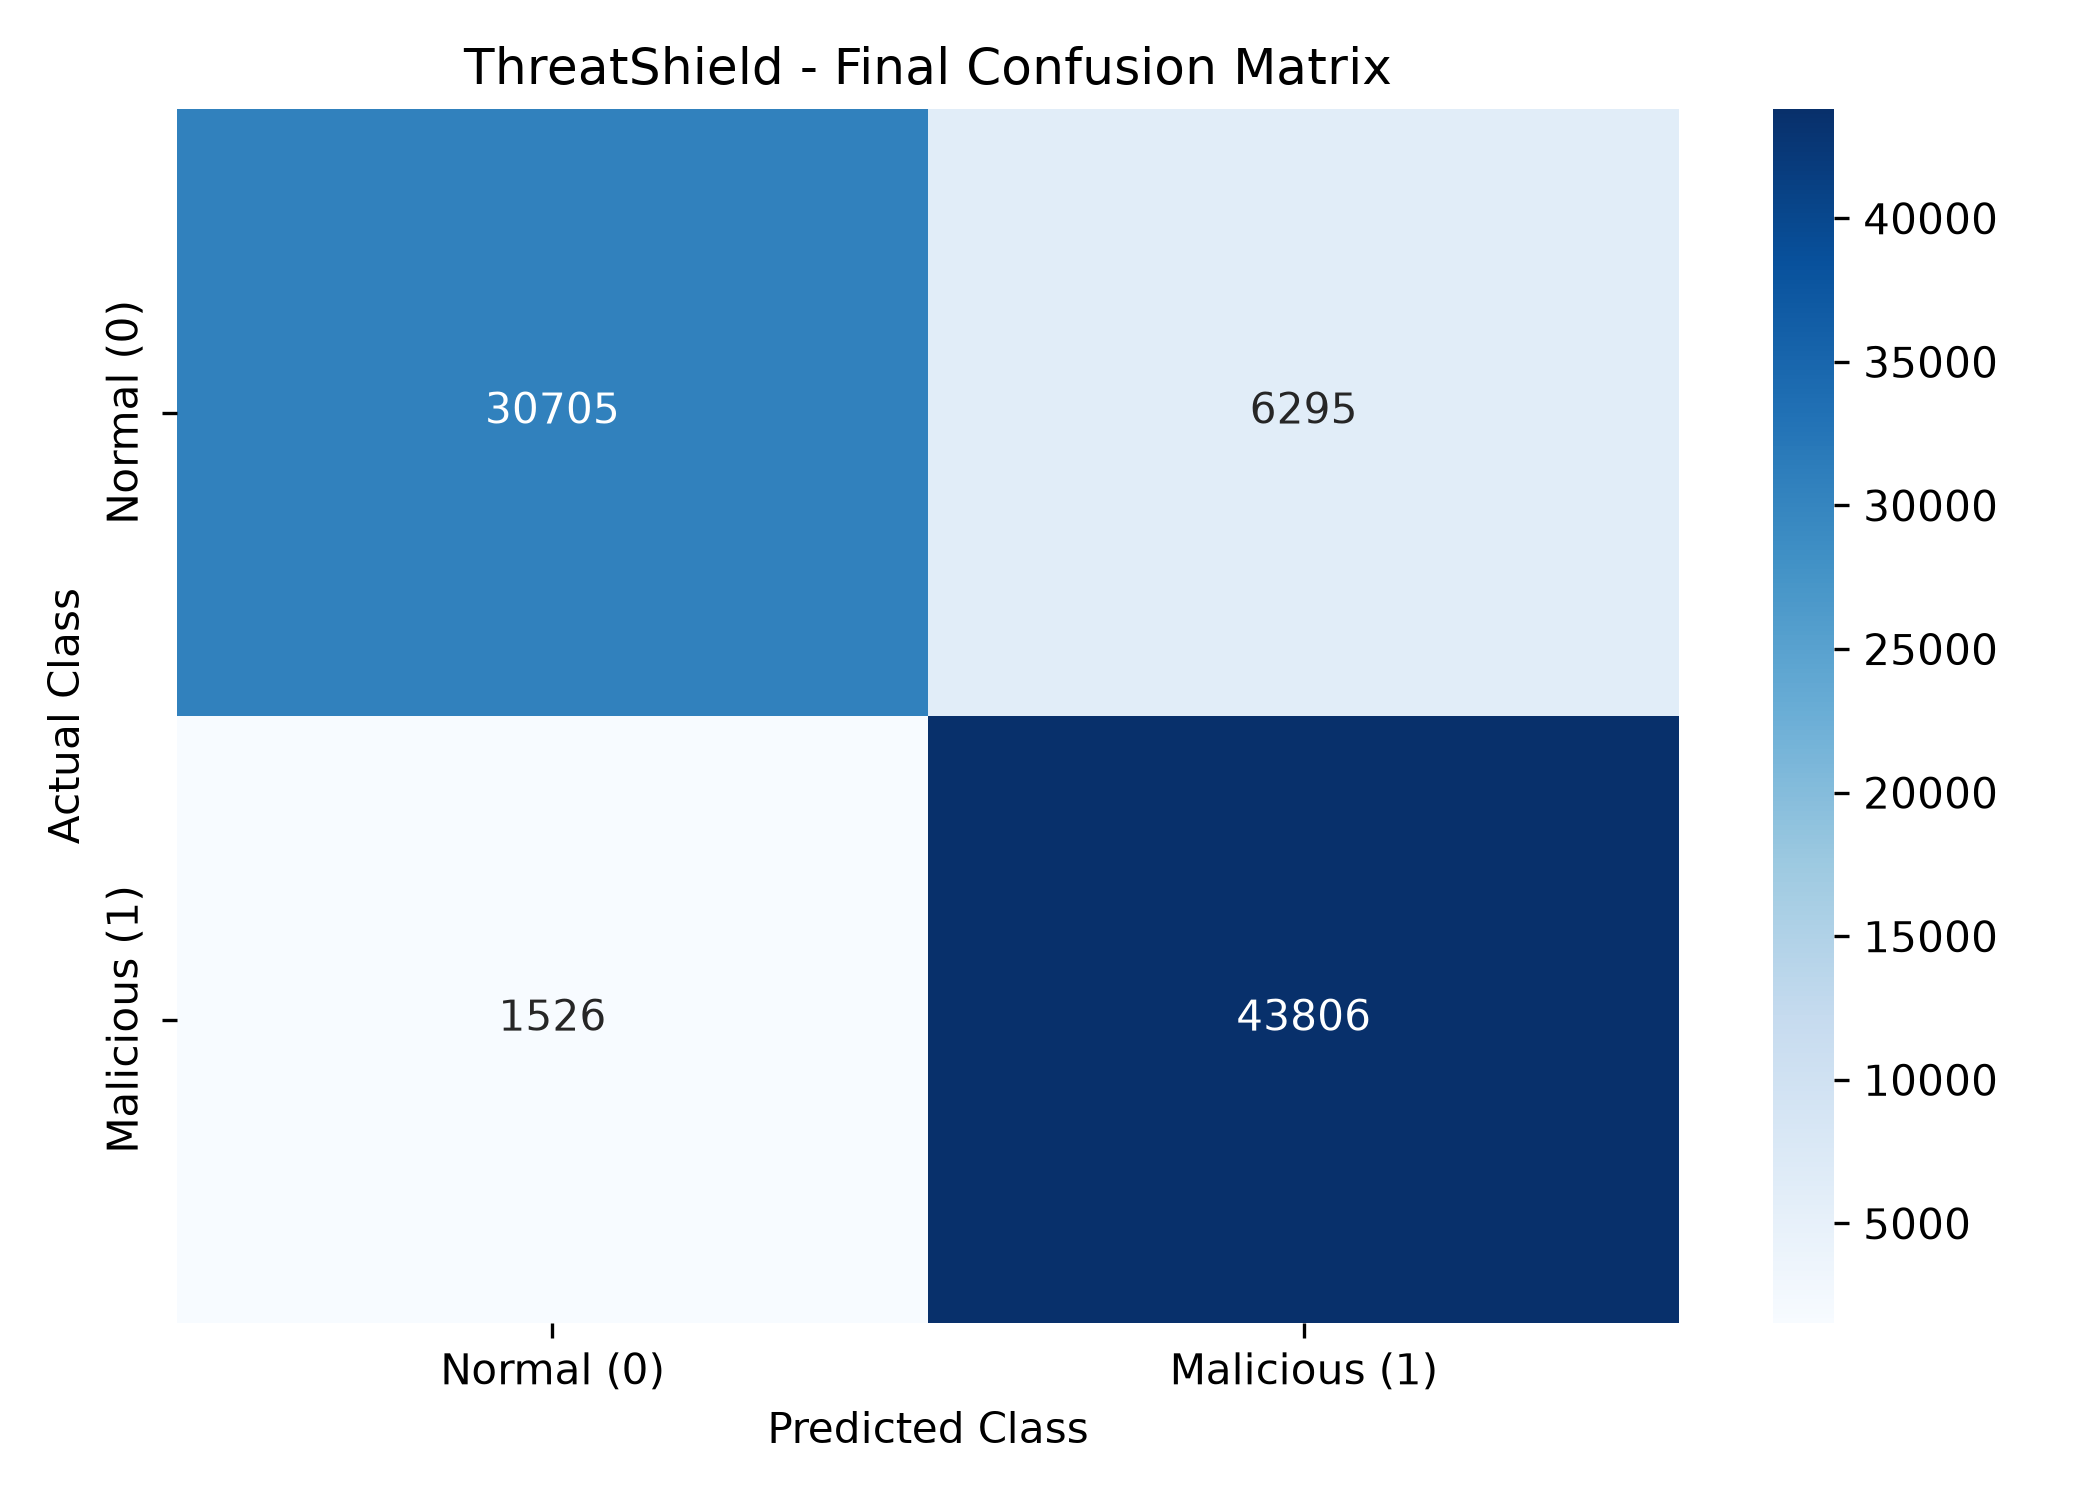 ThreatShield - Final Confusion Matrix
Actual Class
Normal (0)
Malicious (1)
30705
6295
1526
43806
Normal (0)
Malicious (1)
Predicted Class
40000
35000
30000
25000
20000
15000
10000
5000